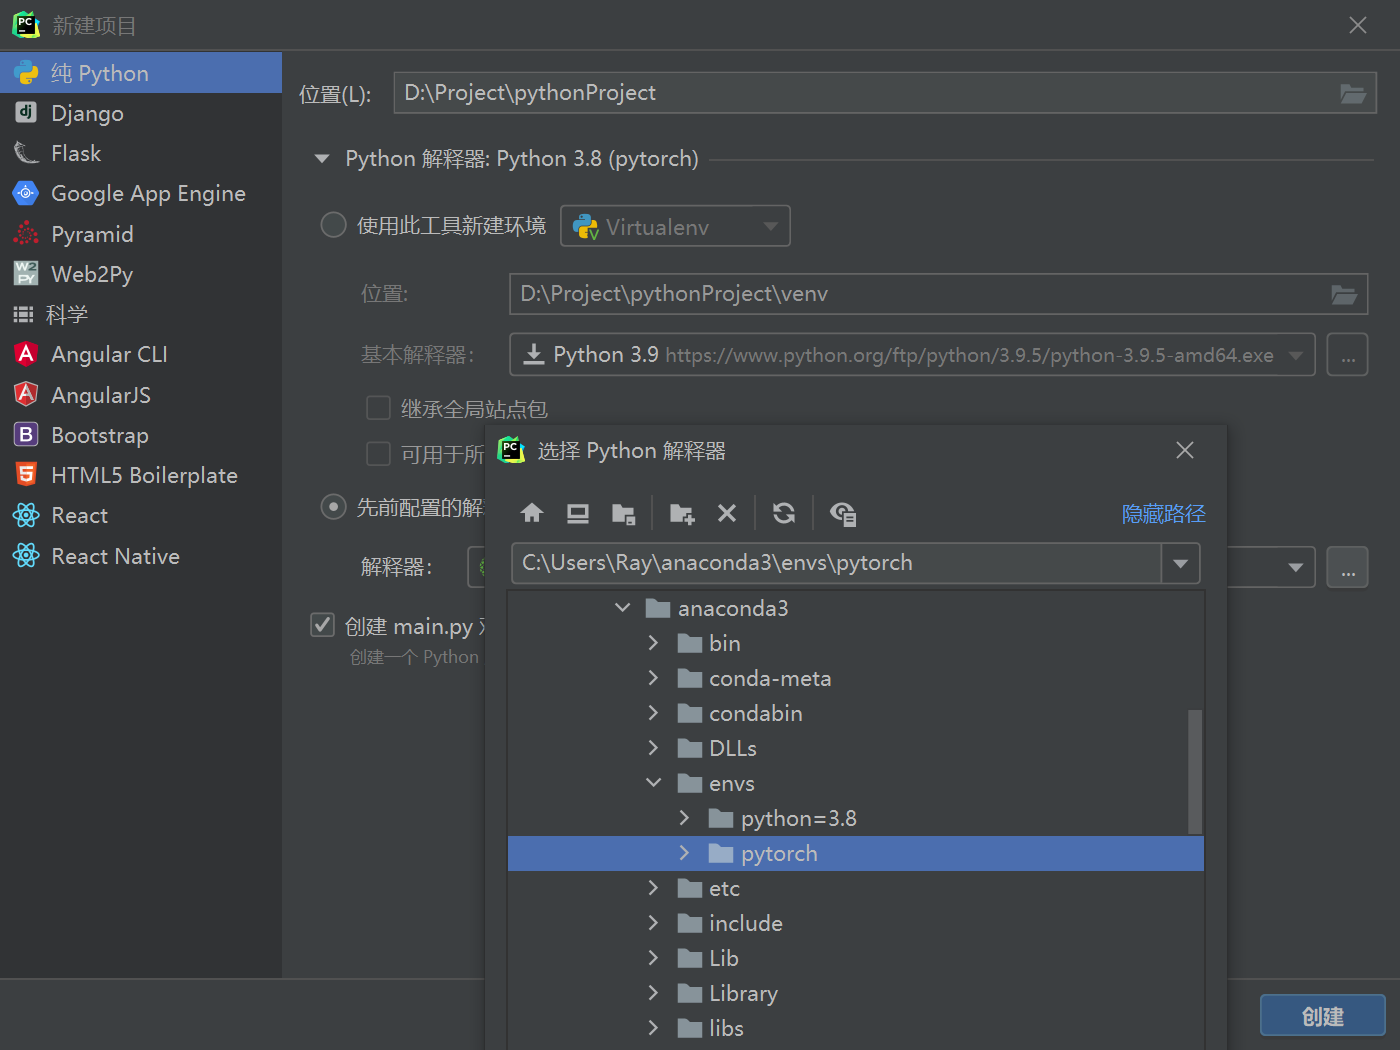 新建项目
纯 Python
Django
Flask
Google App Engine
Pyramid
Web2Py
科学
Angular CLI
AngularJS
Bootstrap
HTML5 Boilerplate
React
React Native
位置(L): D:\Project\pythonProject
Python 解释器: Python 3.8 (pytorch)
使用此工具新建环境 Virtualenv
位置: D:\Project\pythonProject\venv
基本解释器: Python 3.9 https://www.python.org/ftp/python/3.9.5/python-3.9.5-amd64.exe ...
继承全局站点包
可用于所
先前配置的解
解释器: ...
创建 main.py
创建一个 Python
选择 Python 解释器
隐藏路径
C:\Users\Ray\anaconda3\envs\pytorch
anaconda3
bin
conda-meta
condabin
DLLs
envs
python=3.8
pytorch
etc
include
Lib
Library
libs
创建